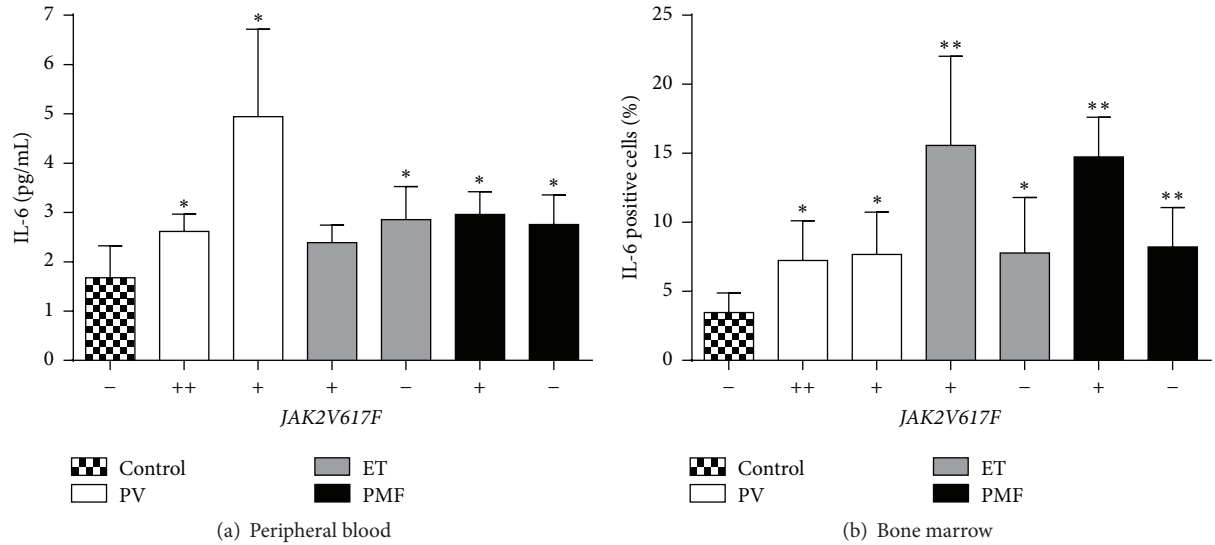 7
6
5
4
3
2
1
0
IL-6 (pg/mL)
*
*
*
*
*
− ++ + + − + −
JAK2V617F
Control
ET
PV
PMF
(a) Peripheral blood
25
20
15
10
5
0
IL-6 positive cells (%)
*
*
**
*
**
**
− ++ + + − + −
JAK2V617F
Control
ET
PV
PMF
(b) Bone marrow